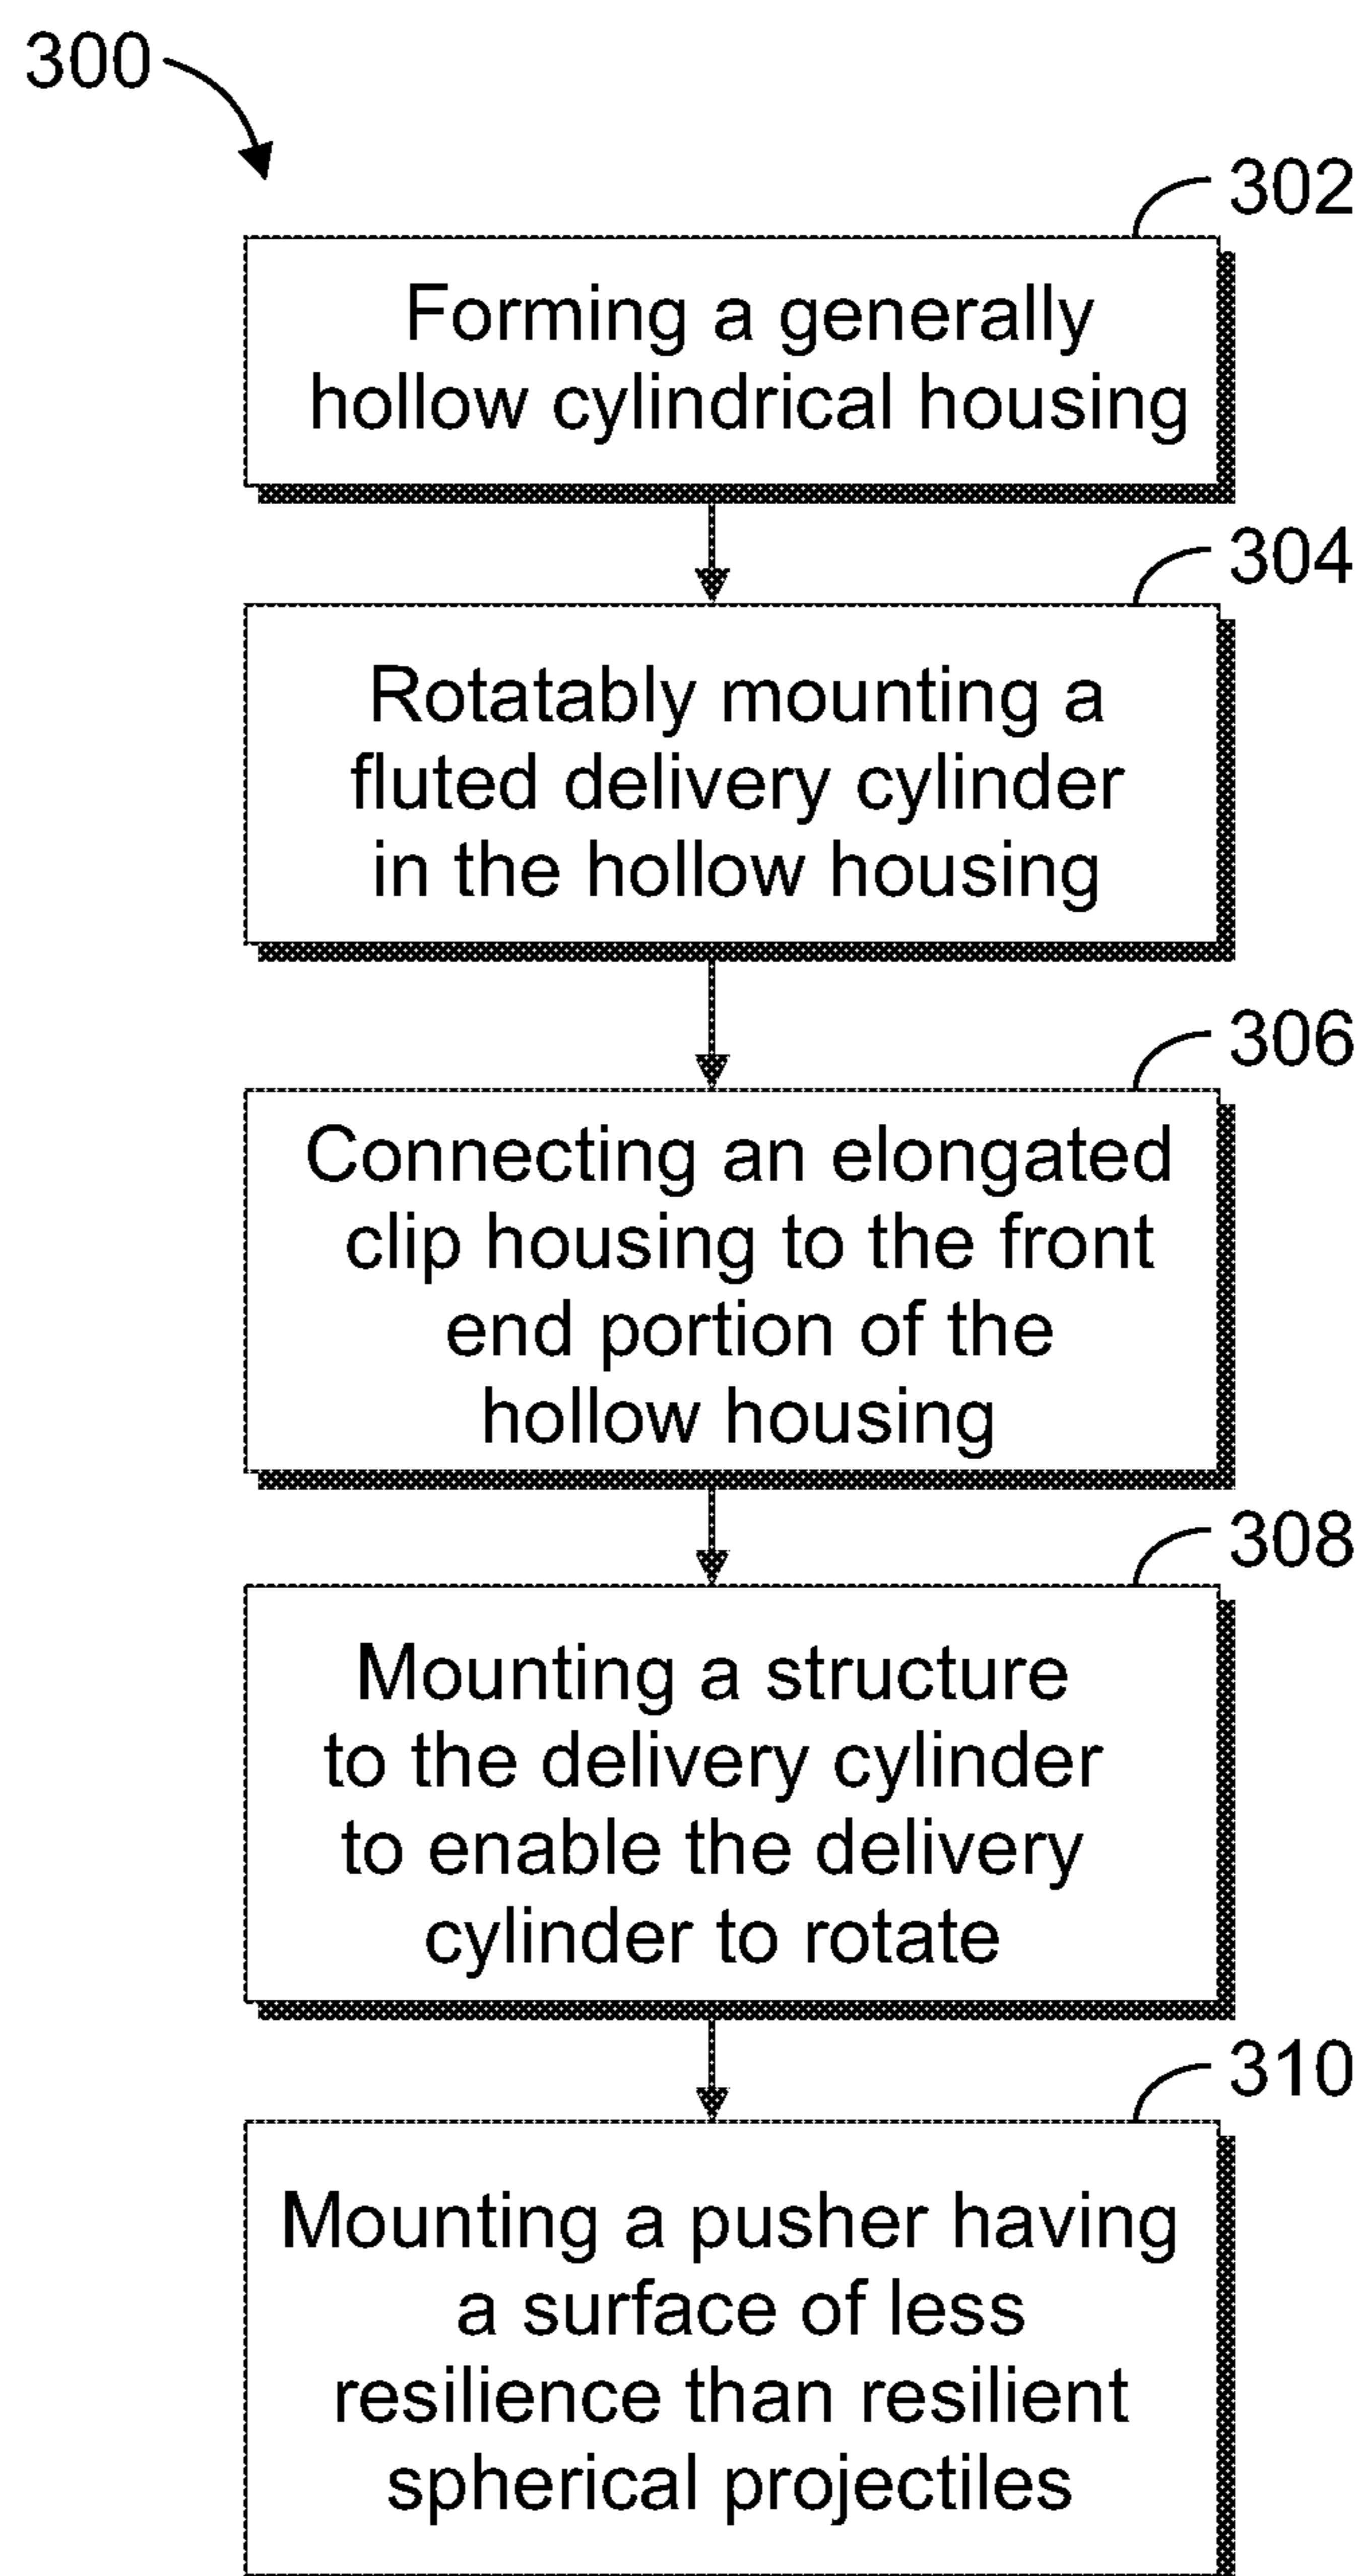 300
302
Forming a generally
hollow cylindrical housing
304
Rotatably mounting a
fluted delivery cylinder
in the hollow housing
306
Connecting an elongated
clip housing to the front
end portion of the
hollow housing
308
Mounting a structure
to the delivery cylinder
to enable the delivery
cylinder to rotate
310
Mounting a pusher having
a surface of less
resilience than resilient
spherical projectiles